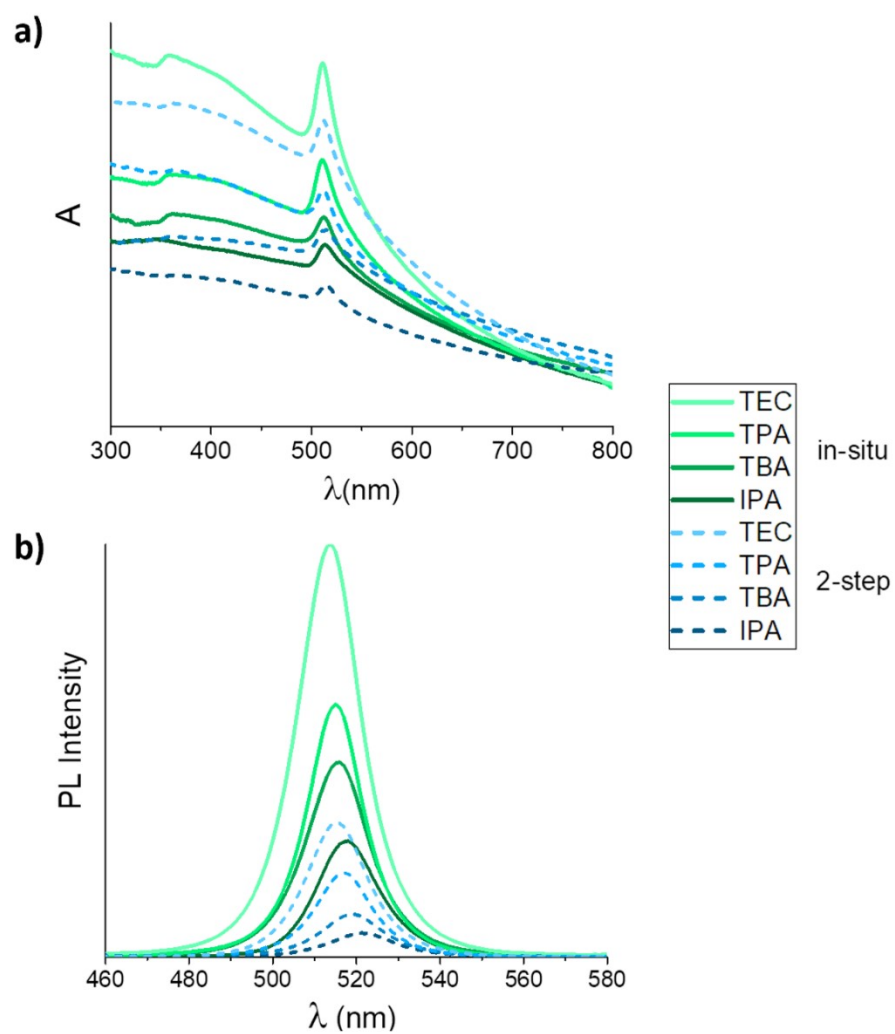 a)
A
300 400 500 600 700 800
λ(nm)
TEC
TPA
TBA
IPA
in-situ
TEC
TPA
TBA
IPA
2-step
b)
PL Intensity
460 480 500 520 540 560 580
λ (nm)